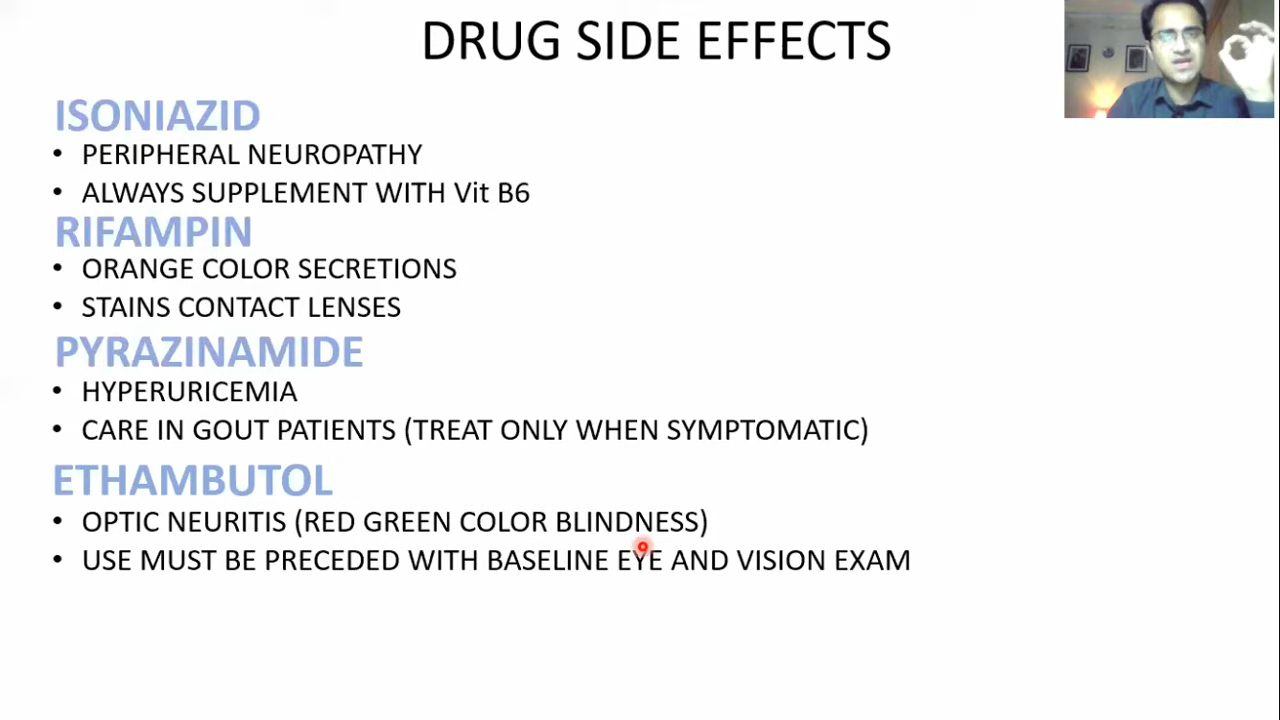 DRUG SIDE EFFECTS
ISONIAZID
• PERIPHERAL NEUROPATHY
• ALWAYS SUPPLEMENT WITH Vit B6
RIFAMPIN
• ORANGE COLOR SECRETIONS
• STAINS CONTACT LENSES
PYRAZINAMIDE
• HYPERURICEMIA
• CARE IN GOUT PATIENTS (TREAT ONLY WHEN SYMPTOMATIC)
ETHAMBUTOL
• OPTIC NEURITIS (RED GREEN COLOR BLINDNESS)
• USE MUST BE PRECEDED WITH BASELINE EYE AND VISION EXAM